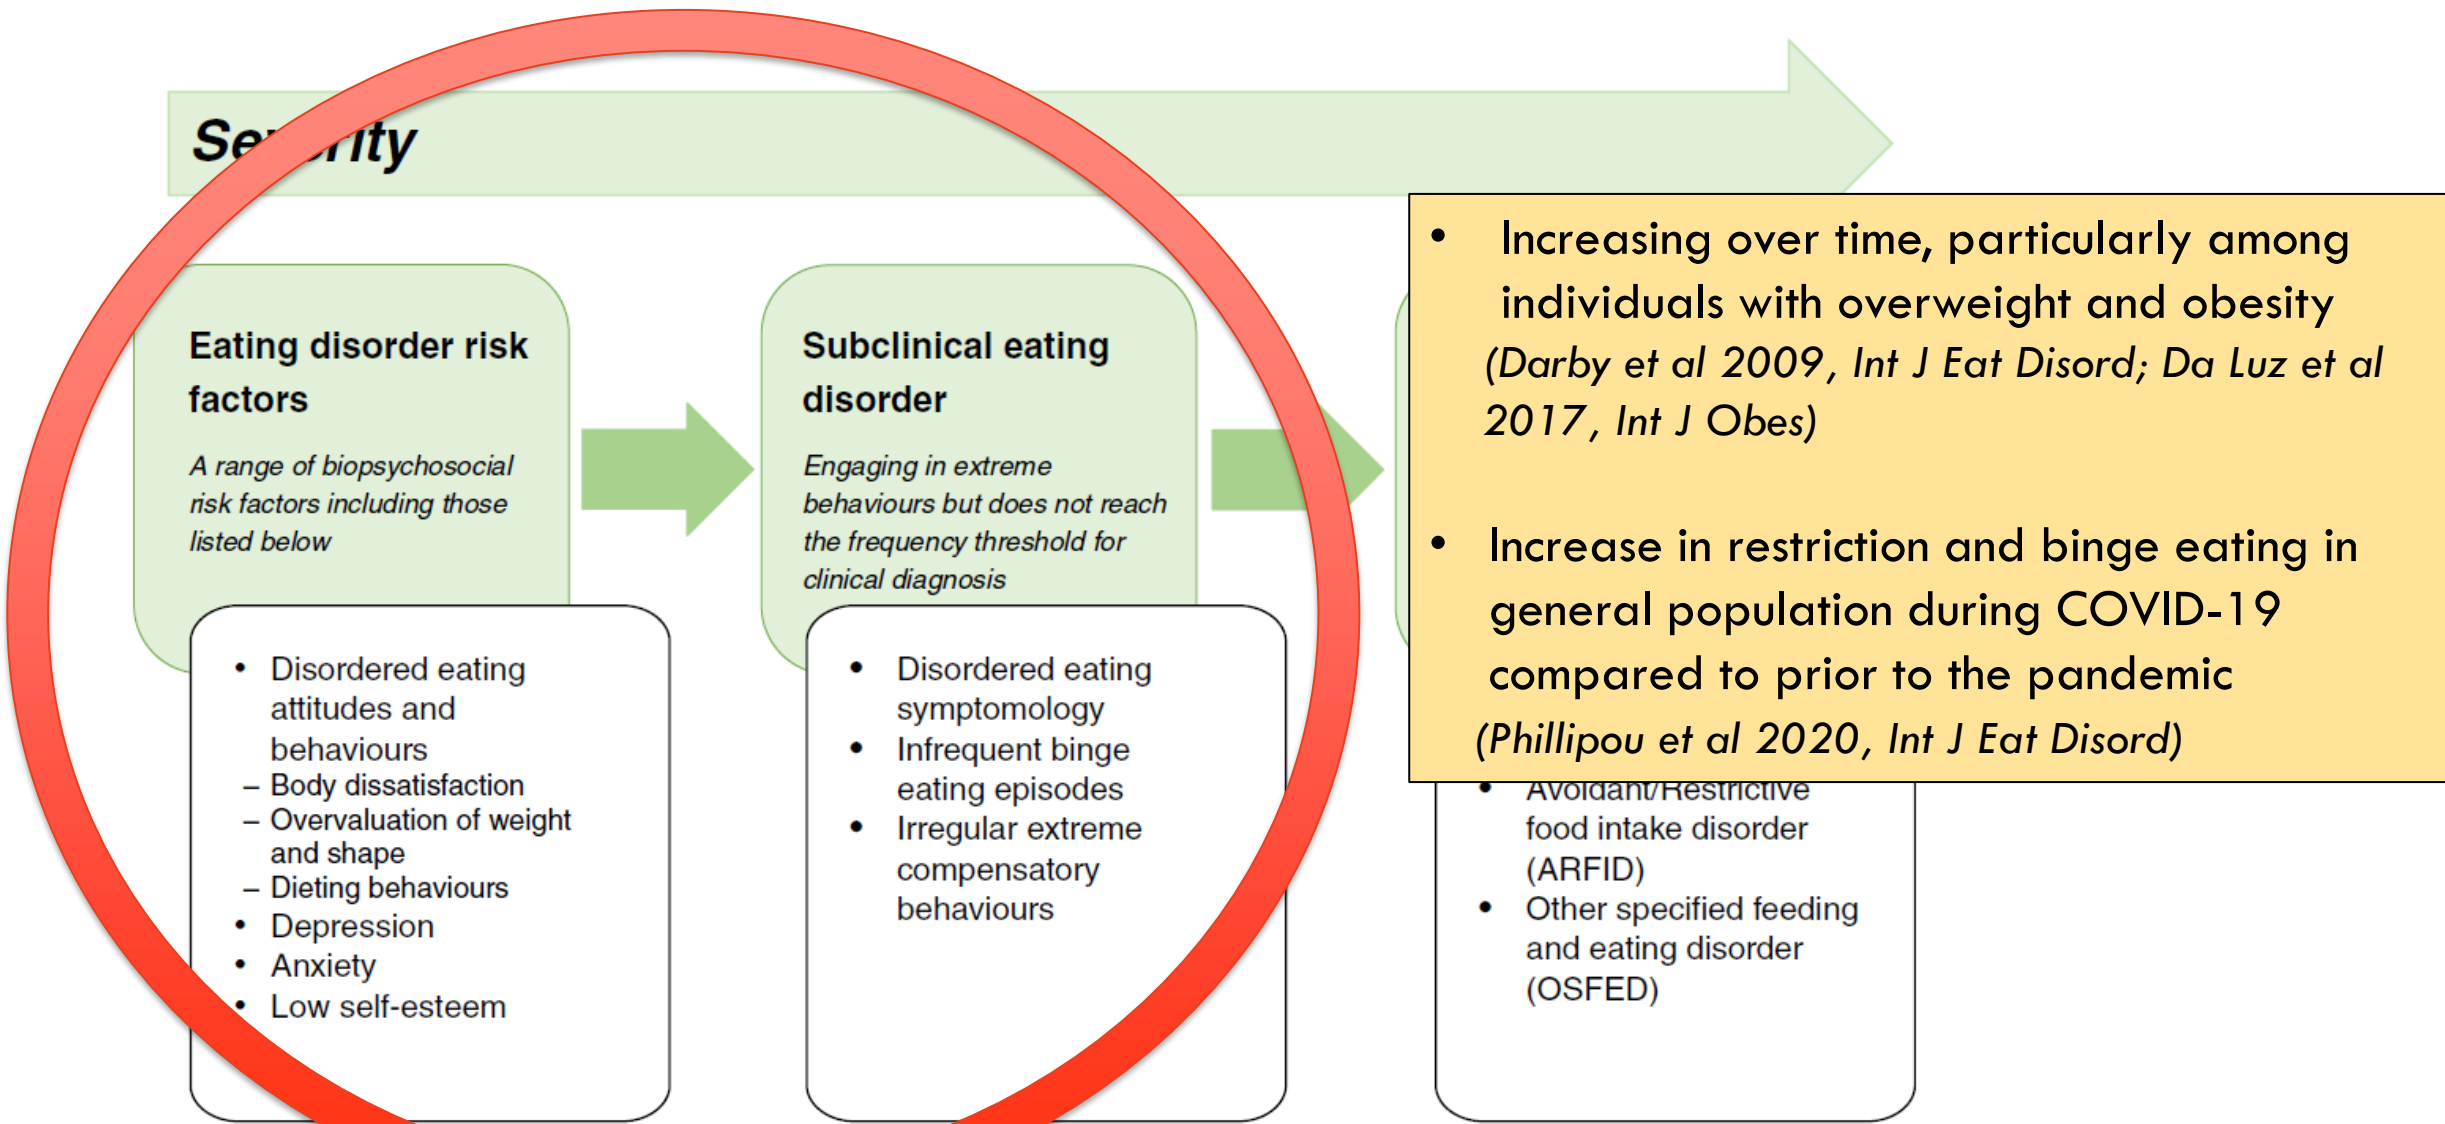 Severity
Eating disorder risk
factors
A range of biopsychosocial
risk factors including those
listed below
• Disordered eating
attitudes and
behaviours
– Body dissatisfaction
– Overvaluation of weight
and shape
– Dieting behaviours
• Depression
• Anxiety
• Low self-esteem
Subclinical eating
disorder
Engaging in extreme
behaviours but does not reach
the frequency threshold for
clinical diagnosis
• Disordered eating
symptomology
• Infrequent binge
eating episodes
• Irregular extreme
compensatory
behaviours
• Increasing over time, particularly among
individuals with overweight and obesity
(Darby et al 2009, Int J Eat Disord; Da Luz et al
2017, Int J Obes)
• Increase in restriction and binge eating in
general population during COVID-19
compared to prior to the pandemic
(Phillipou et al 2020, Int J Eat Disord)
• Avoidant/Restrictive
food intake disorder
(ARFID)
• Other specified feeding
and eating disorder
(OSFED)